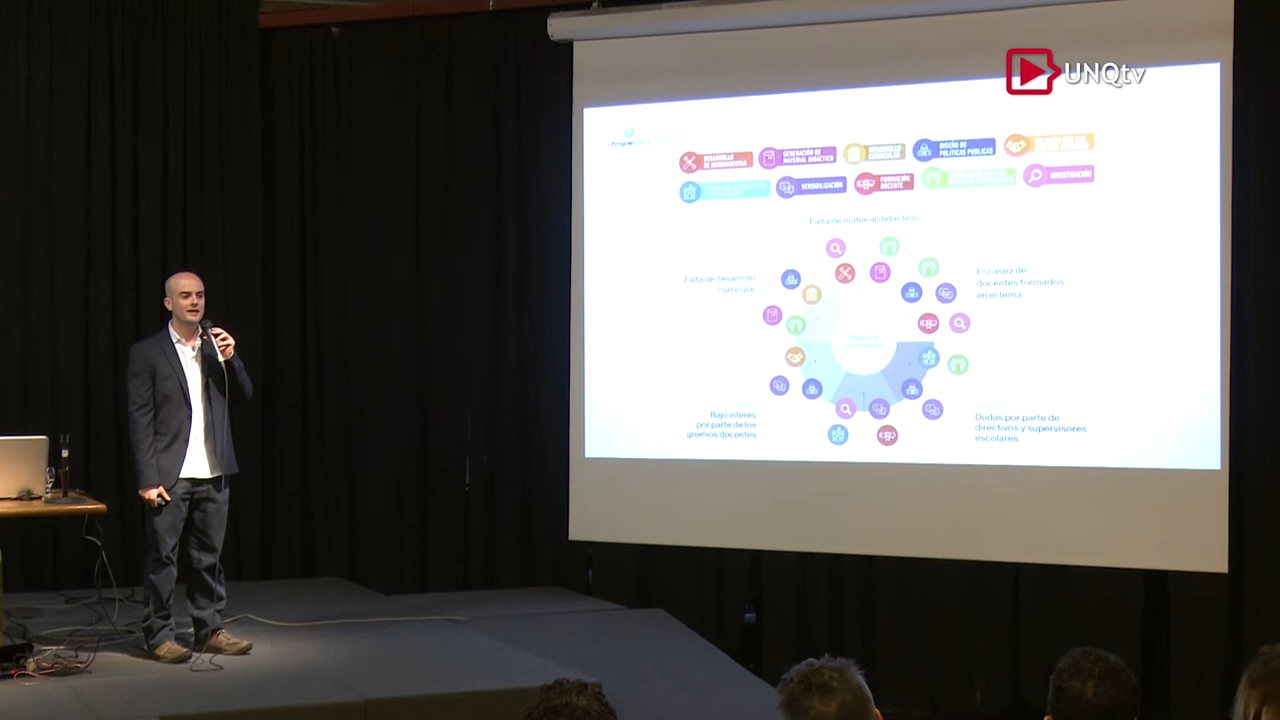 UNQtv
DESARROLLO
DE HERRAMIENTAS
GENERACIÓN DE
MATERIAL DIDÁCTICO
DESARROLLO
CURRICULAR
DISEÑO DE
POLÍTICAS PÚBLICAS
SENSIBILIZACIÓN
FORMACIÓN
DOCENTE
INVESTIGACIÓN
Falta de material didáctico
Falta de desarrollo
curricular
Escasez de
docentes formados
en el tema
Bajo interés
por parte de los
gremios docentes
Dudas por parte de
directivos y supervisores
escolares